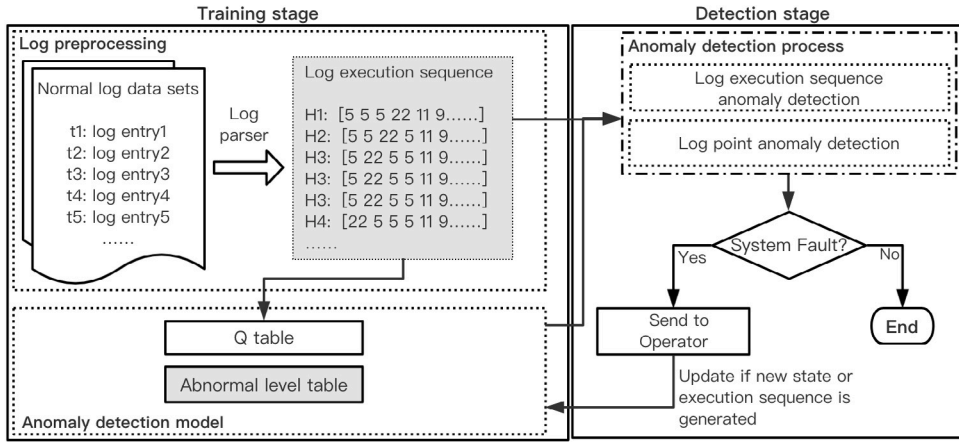 Training stage
Log preprocessing
Normal log data sets
t1: log entry1
t2: log entry2
t3: log entry3
t4: log entry4
t5: log entry5
......
Log
parser
Log execution sequence
H1: [5 5 5 22 11 9......]
H2: [5 5 22 5 11 9......]
H3: [5 22 5 5 11 9......]
H3: [5 22 5 5 11 9......]
H3: [5 22 5 5 11 9......]
H4: [22 5 5 5 11 9......]
......
Q table
Abnormal level table
Anomaly detection model
Detection stage
Anomaly detection process
Log execution sequence
anomaly detection
Log point anomaly detection
System Fault?
Yes
No
Send to
Operator
End
Update if new state or
execution sequence is
generated